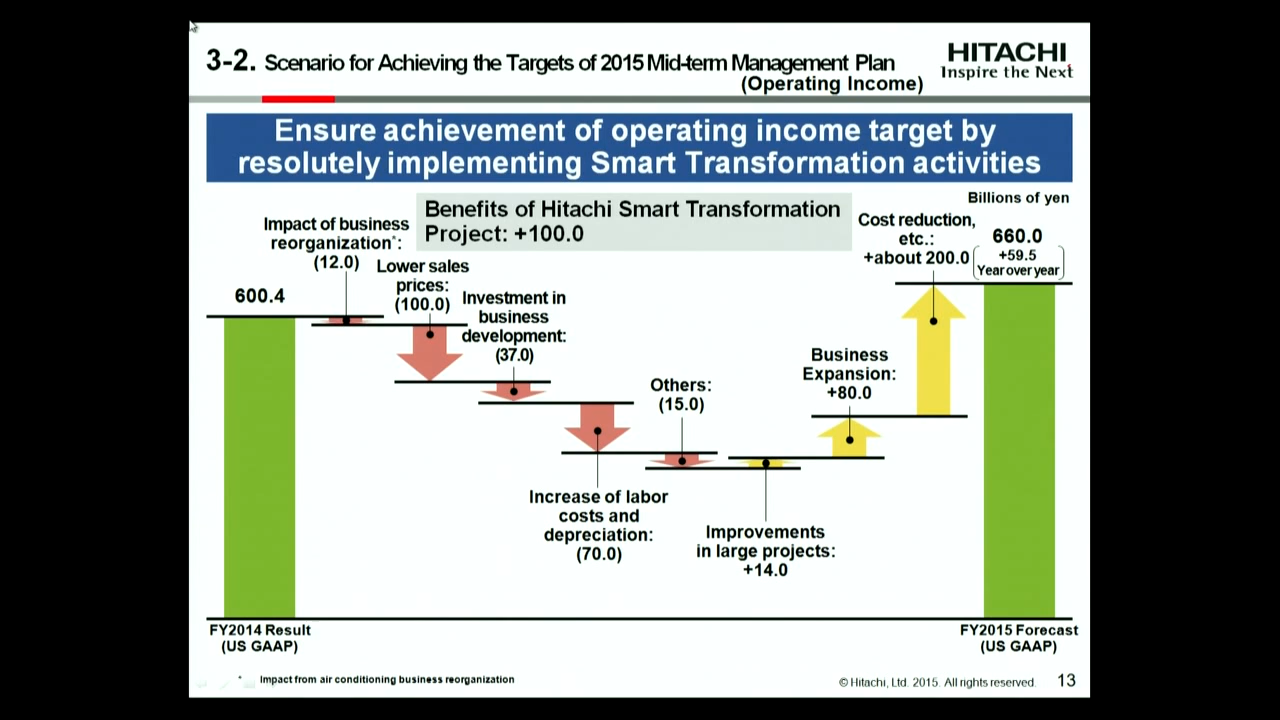 3-2. Scenario for Achieving the Targets of 2015 Mid-term Management Plan
(Operating Income)
HITACHI
Inspire the Next
Ensure achievement of operating income target by
resolutely implementing Smart Transformation activities
Billions of yen
Benefits of Hitachi Smart Transformation
Project: +100.0
600.4
Impact of business
reorganization*:
(12.0)
Lower sales
prices:
(100.0)
Investment in
business
development:
(37.0)
Increase of labor
costs and
depreciation:
(70.0)
Others:
(15.0)
Improvements
in large projects:
+14.0
Business
Expansion:
+80.0
Cost reduction,
etc.:
+about 200.0
660.0
+59.5
Year over year
FY2014 Result
(US GAAP)
FY2015 Forecast
(US GAAP)
* Impact from air conditioning business reorganization
© Hitachi, Ltd. 2015. All rights reserved.
13